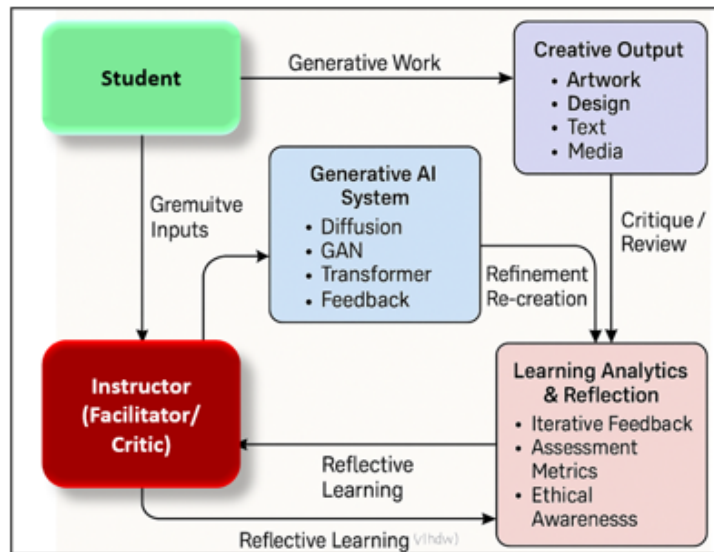 Student
Generative Work
Creative Output
• Artwork
• Design
• Text
• Media
Gremuitve
Inputs
Generative AI
System
• Diffusion
• GAN
• Transformer
• Feedback
Critique /
Review
Refinement
Re-creation
Instructor
(Facilitator/
Critic)
Learning Analytics
& Reflection
• Iterative Feedback
• Assessment
Metrics
• Ethical
Awarenesss
Reflective
Learning
Reflective Learning